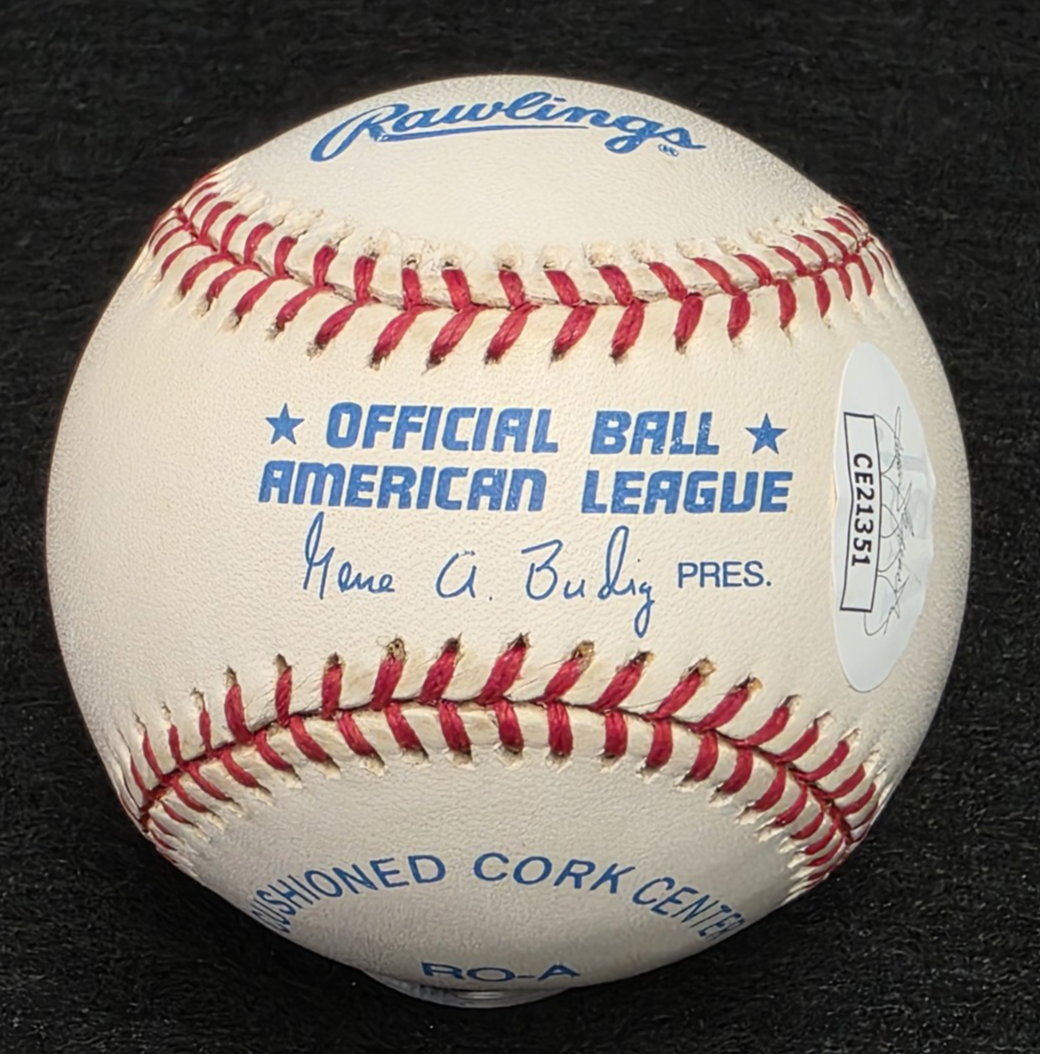 Rawlings ®
★ OFFICIAL BALL ★
AMERICAN LEAGUE
Gene A. Budig PRES.
CE21351
CUSHIONED CORK CENTER
RO-A